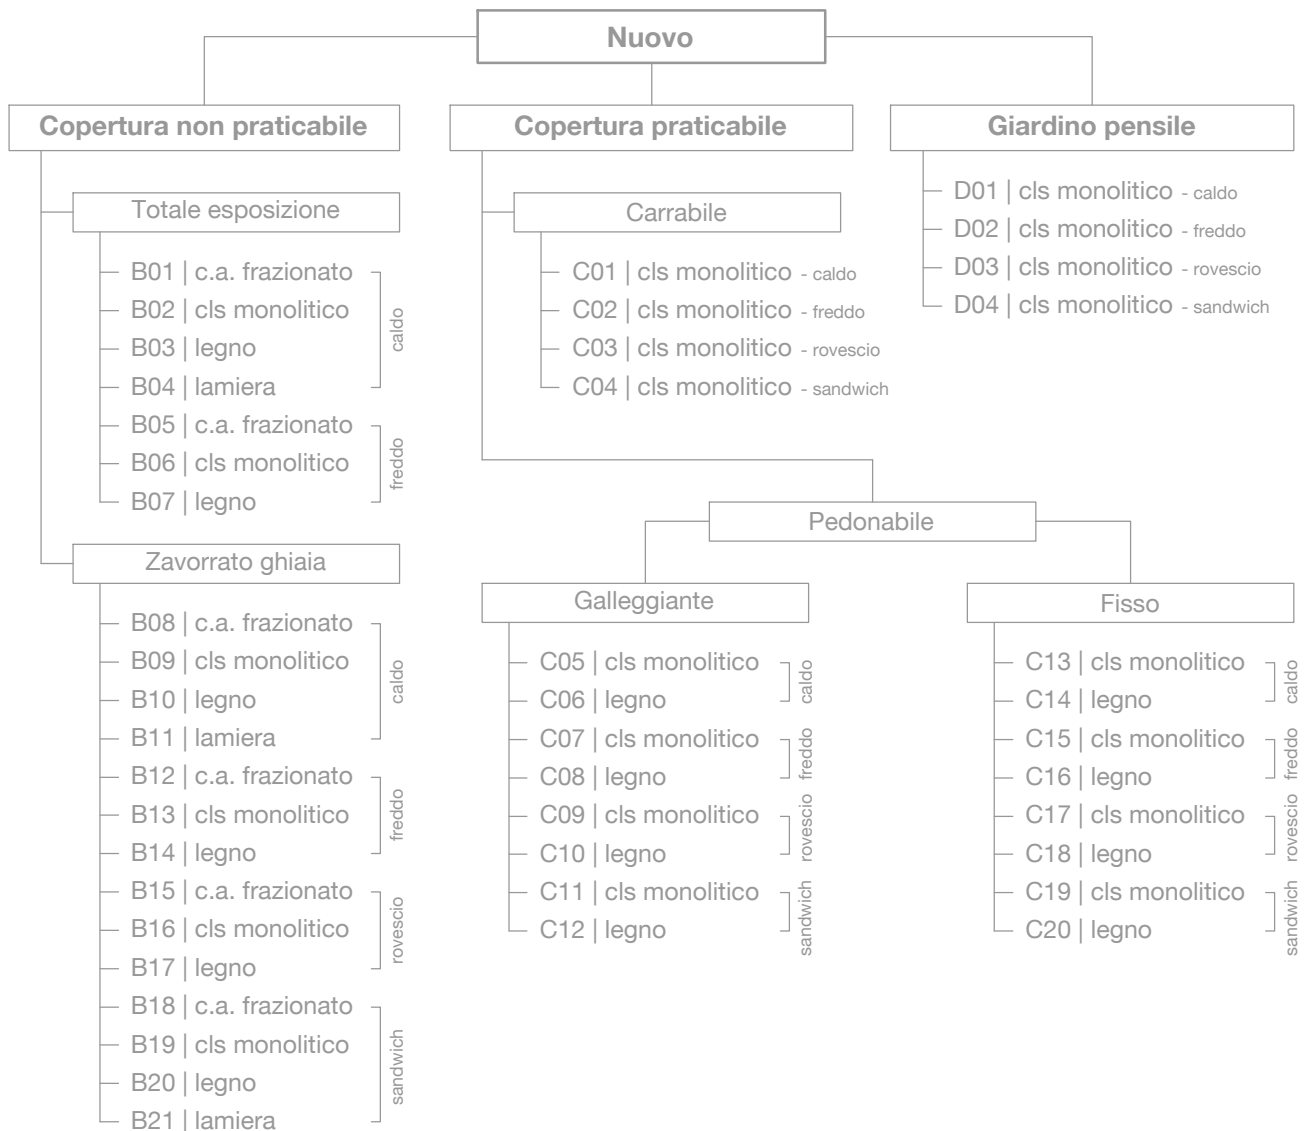 Nuovo
Copertura non praticabile
Totale esposizione
B01 | c.a. frazionato
B02 | cls monolitico
B03 | legno
B04 | lamiera
caldo
B05 | c.a. frazionato
B06 | cls monolitico
B07 | legno
freddo
Zavorrato ghiaia
B08 | c.a. frazionato
B09 | cls monolitico
B10 | legno
B11 | lamiera
caldo
B12 | c.a. frazionato
B13 | cls monolitico
B14 | legno
freddo
B15 | c.a. frazionato
B16 | cls monolitico
B17 | legno
rovescio
B18 | c.a. frazionato
B19 | cls monolitico
B20 | legno
B21 | lamiera
sandwich
Copertura praticabile
Carrabile
C01 | cls monolitico - caldo
C02 | cls monolitico - freddo
C03 | cls monolitico - rovescio
C04 | cls monolitico - sandwich
Pedonabile
Galleggiante
C05 | cls monolitico
C06 | legno
caldo
C07 | cls monolitico
C08 | legno
freddo
C09 | cls monolitico
C10 | legno
rovescio
C11 | cls monolitico
C12 | legno
sandwich
Fisso
C13 | cls monolitico
C14 | legno
caldo
C15 | cls monolitico
C16 | legno
freddo
C17 | cls monolitico
C18 | legno
rovescio
C19 | cls monolitico
C20 | legno
sandwich
Giardino pensile
D01 | cls monolitico - caldo
D02 | cls monolitico - freddo
D03 | cls monolitico - rovescio
D04 | cls monolitico - sandwich